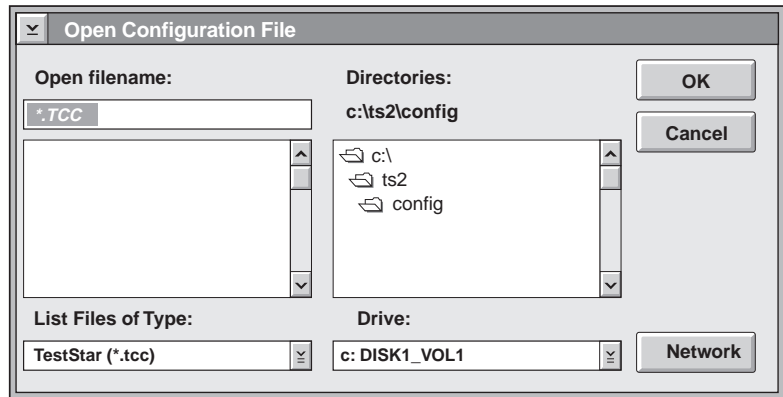 Open Configuration File
Open filename:
*.TCC
Directories:
c:\ts2\config
c:\
ts2
config
OK
Cancel
List Files of Type:
TestStar (*.tcc)
Drive:
c: DISK1_VOL1
Network